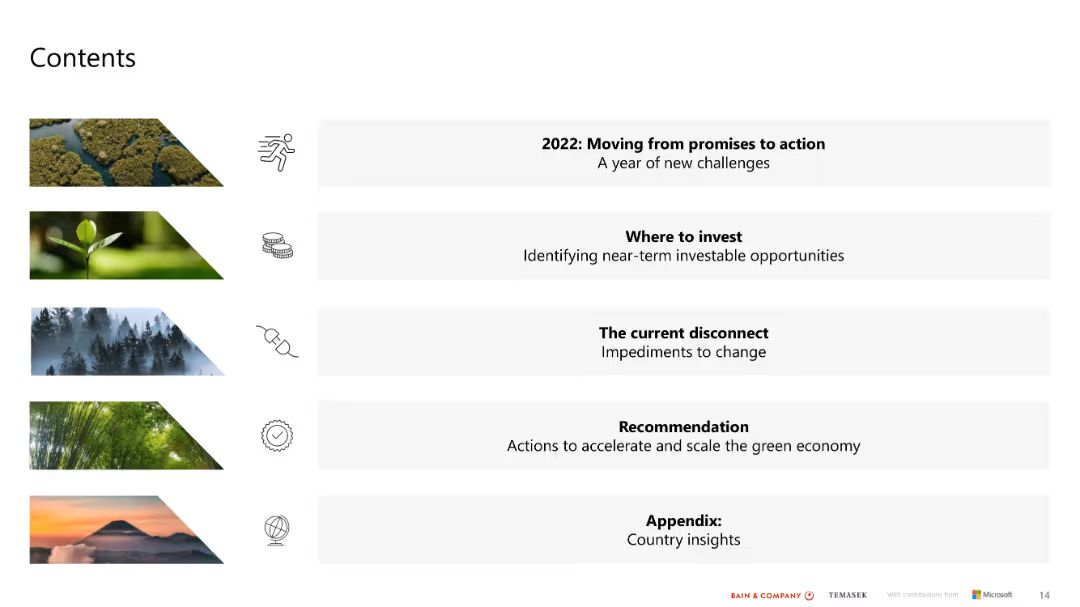 Contents
2022: Moving from promises to action
A year of new challenges
Where to invest
Identifying near-term investable opportunities
The current disconnect
Impediments to change
Recommendation
Actions to accelerate and scale the green economy
Appendix:
Country insights
BAIN & COMPANY
TEMASEK
With contributions from
Microsoft
14